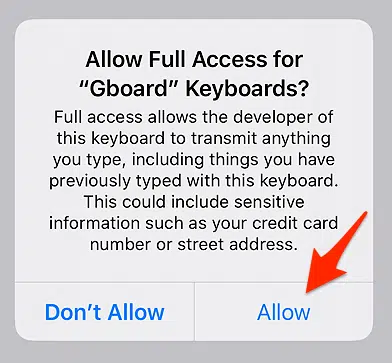 Allow Full Access for
“Gboard” Keyboards?
Full access allows the developer of
this keyboard to transmit anything
you type, including things you have
previously typed with this keyboard.
This could include sensitive
information such as your credit card
number or street address.
Don’t Allow
Allow